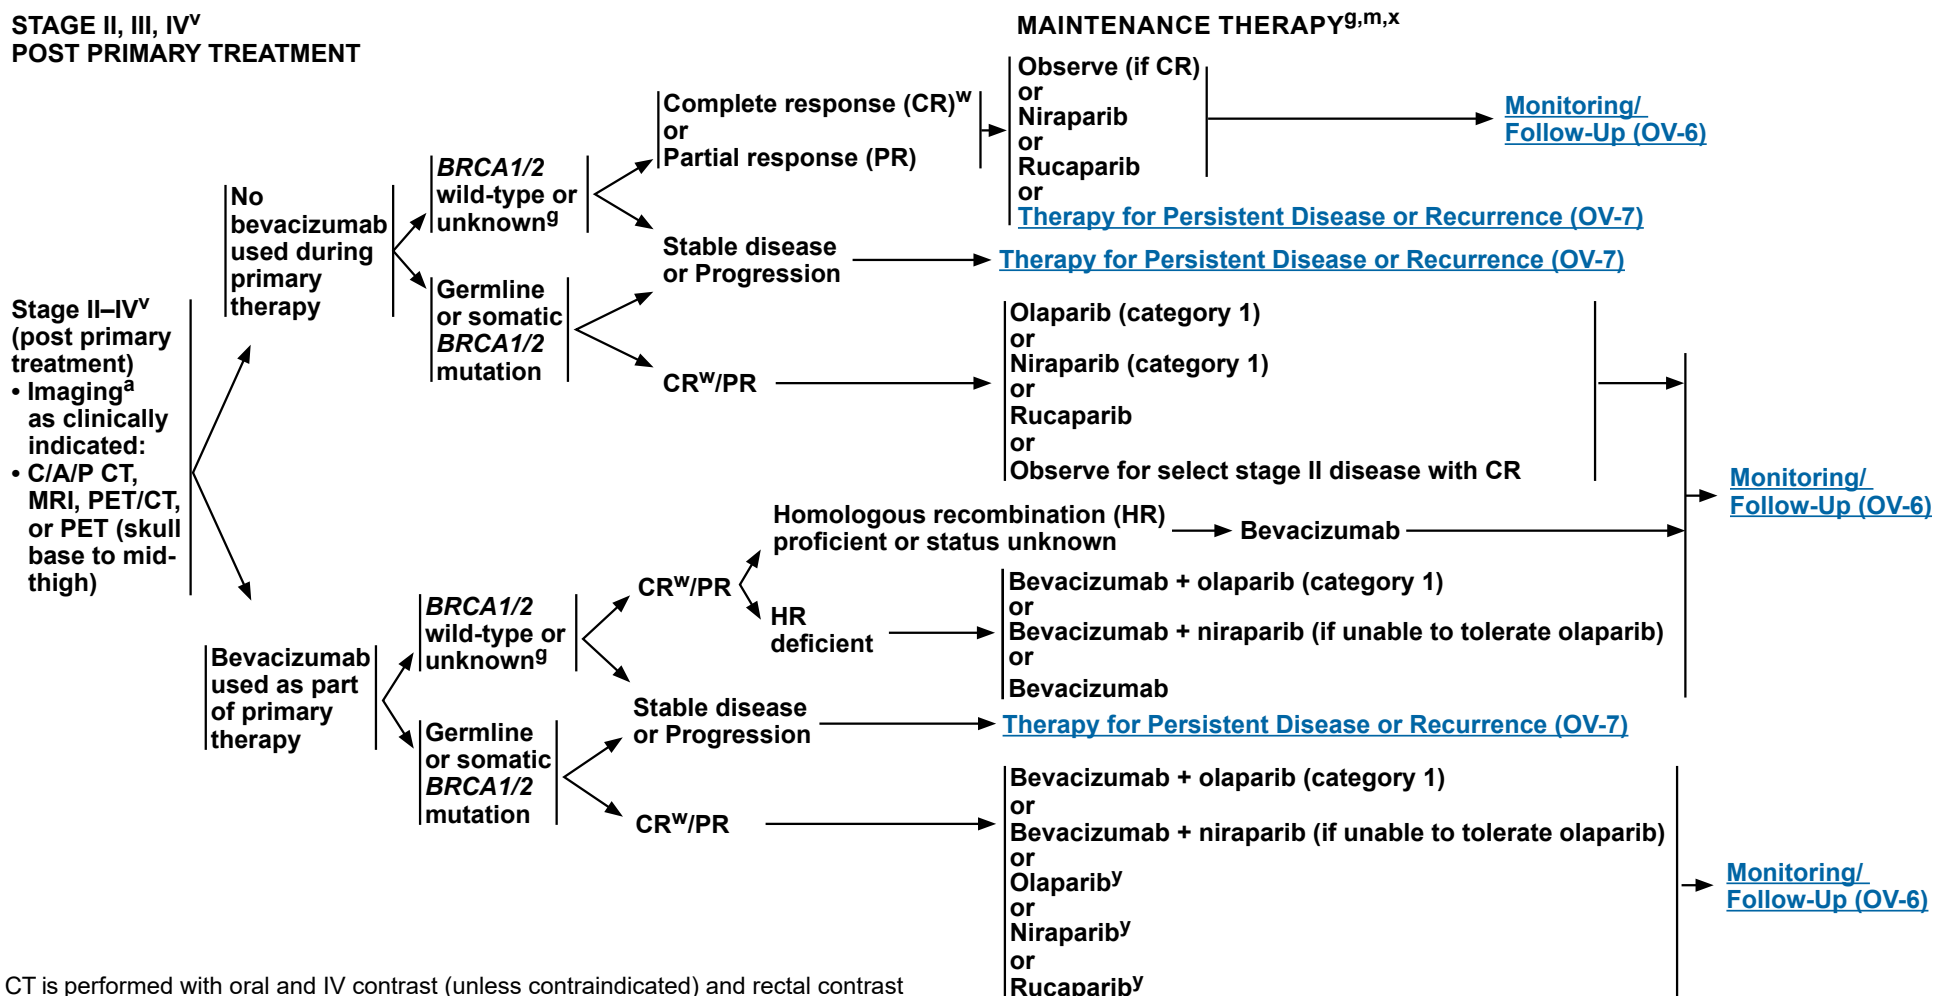 STAGE II, III, IVᵛ
POST PRIMARY TREATMENT
MAINTENANCE THERAPYᵍ,ᵐ,ˣ
Stage II–IVᵛ
(post primary
treatment)
• Imagingᵃ
as clinically
indicated:
• C/A/P CT,
MRI, PET/CT,
or PET (skull
base to mid-
thigh)
No
bevacizumab
used during
primary
therapy
BRCA1/2
wild-type or
unknownᵍ
Complete response (CR)ʷ
or
Partial response (PR)
Observe (if CR)
or
Niraparib
or
Rucaparib
or
Therapy for Persistent Disease or Recurrence (OV-7)
Monitoring/
Follow-Up (OV-6)
Stable disease
or Progression
Therapy for Persistent Disease or Recurrence (OV-7)
Germline
or somatic
BRCA1/2
mutation
CRʷ/PR
Olaparib (category 1)
or
Niraparib (category 1)
or
Rucaparib
or
Observe for select stage II disease with CR
Monitoring/
Follow-Up (OV-6)
Bevacizumab
used as part
of primary
therapy
BRCA1/2
wild-type or
unknownᵍ
CRʷ/PR
Homologous recombination (HR)
proficient or status unknown
Bevacizumab
HR
deficient
Bevacizumab + olaparib (category 1)
or
Bevacizumab + niraparib (if unable to tolerate olaparib)
or
Bevacizumab
Stable disease
or Progression
Therapy for Persistent Disease or Recurrence (OV-7)
Germline
or somatic
BRCA1/2
mutation
CRʷ/PR
Bevacizumab + olaparib (category 1)
or
Bevacizumab + niraparib (if unable to tolerate olaparib)
or
Olaparibʸ
or
Niraparibʸ
or
Rucaparibʸ
Monitoring/
Follow-Up (OV-6)
CT is performed with oral and IV contrast (unless contraindicated) and rectal contrast